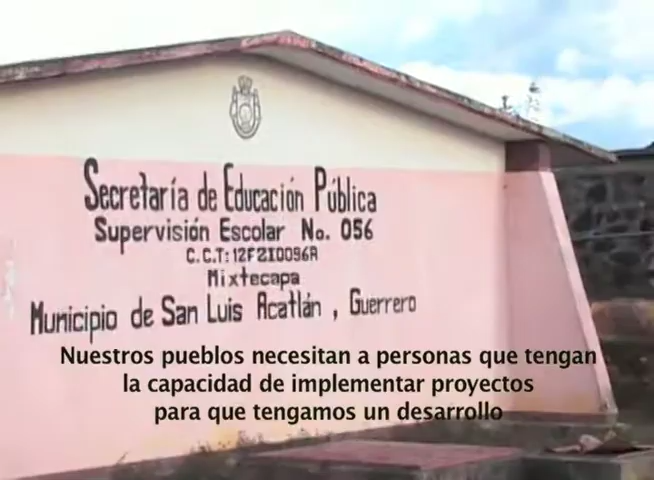 Secretaría de Educación Pública
Supervisión Escolar No. 056
C.C.T: 12FZI0056A
Mixtecapa
Municipio de San Luis Acatlán , Guerrero
Nuestros pueblos necesitan a personas que tengan
la capacidad de implementar proyectos
para que tengamos un desarrollo